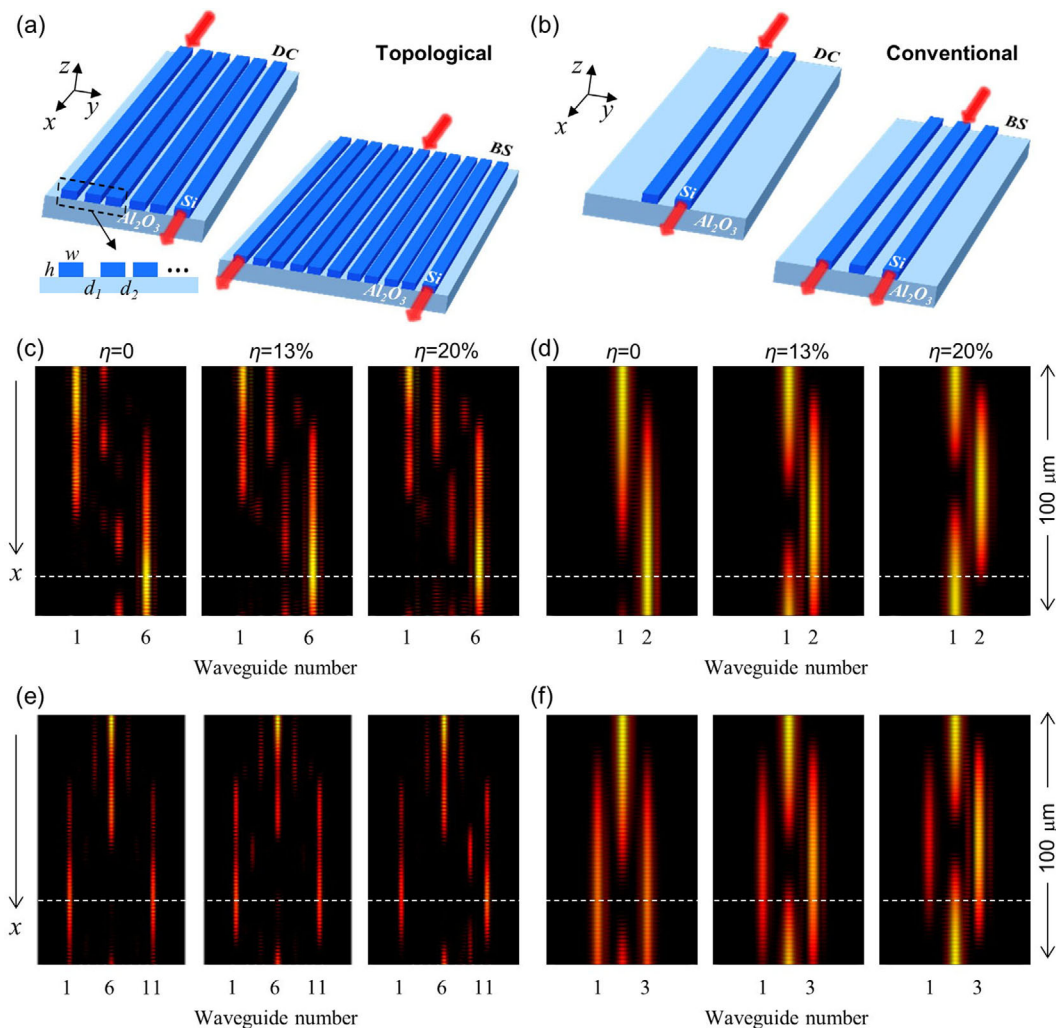 (a)
DC
Topological
z
y
x
BS
Si
Al₂O₃
w
h
d₁ d₂ •••
Si
Al₂O₃
(b)
DC
Conventional
z
y
x
BS
Si
Al₂O₃
Si
Al₂O₃
(c)
η=0 η=13% η=20%
x
1 6 1 6 1 6
Waveguide number
(d)
η=0 η=13% η=20%
100 μm
1 2 1 2 1 2
Waveguide number
(e)
x
1 6 11 1 6 11 1 6 11
Waveguide number
(f)
100 μm
1 3 1 3 1 3
Waveguide number